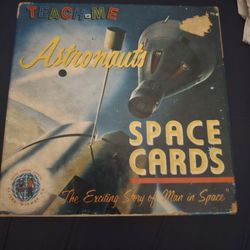 TEACH ME
Astronauts
SPACE
CARDS
"The Exciting Story of Man in Space"